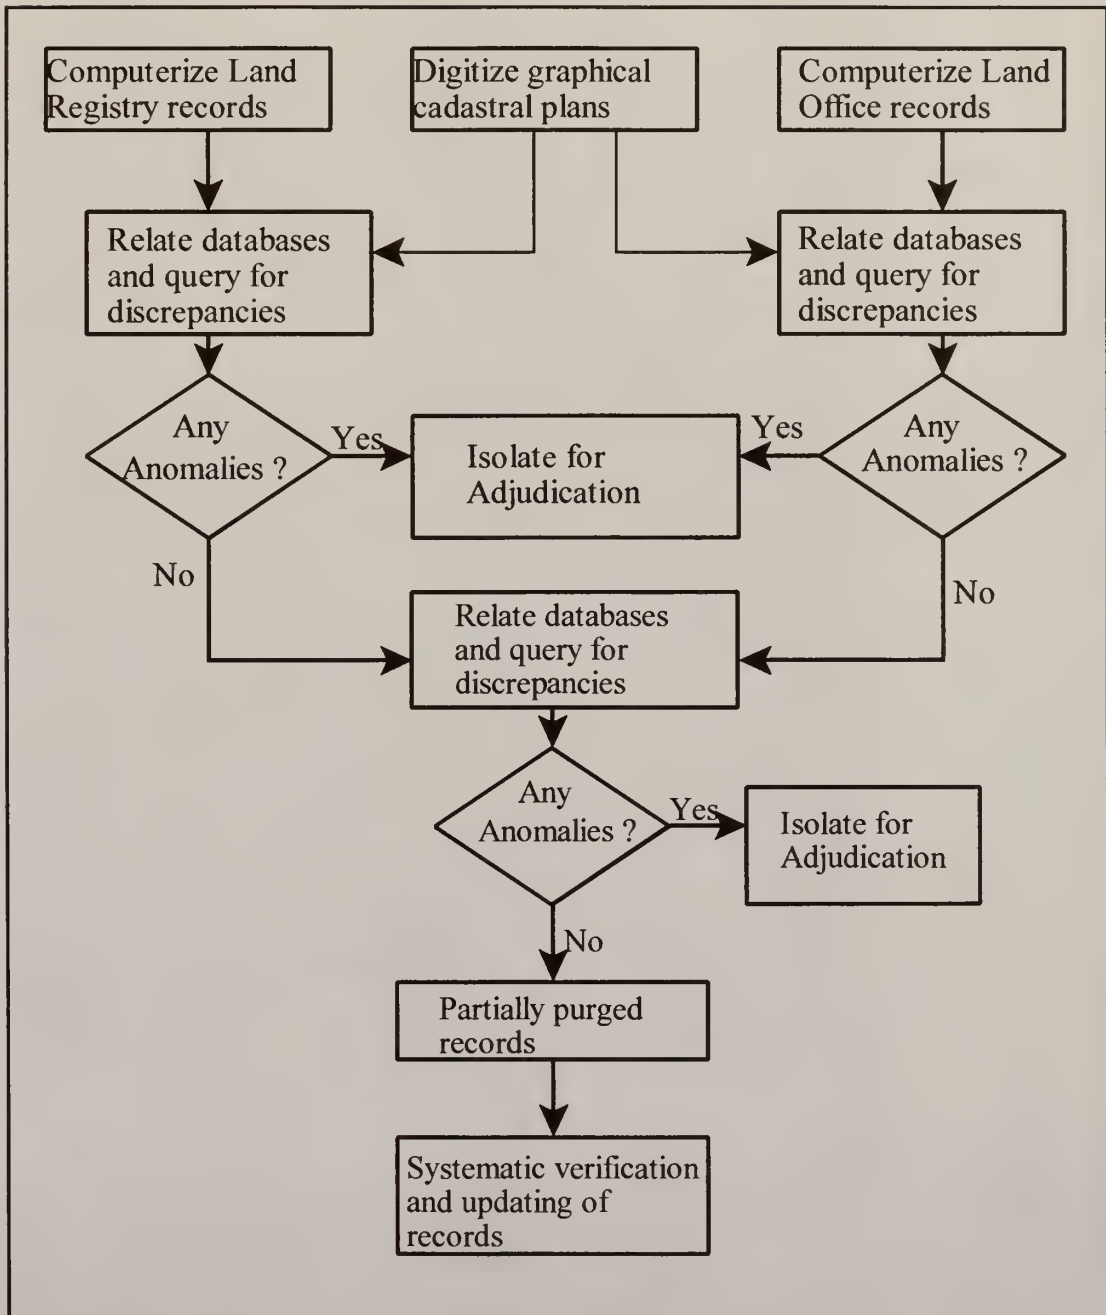 Computerize Land
Registry records
Digitize graphical
cadastral plans
Computerize Land
Office records
Relate databases
and query for
discrepancies
Relate databases
and query for
discrepancies
Any
Anomalies ?
Yes
Isolate for
Adjudication
Yes
Any
Anomalies ?
No
No
Relate databases
and query for
discrepancies
Any
Anomalies ?
Yes
Isolate for
Adjudication
No
Partially purged
records
Systematic verification
and updating of
records